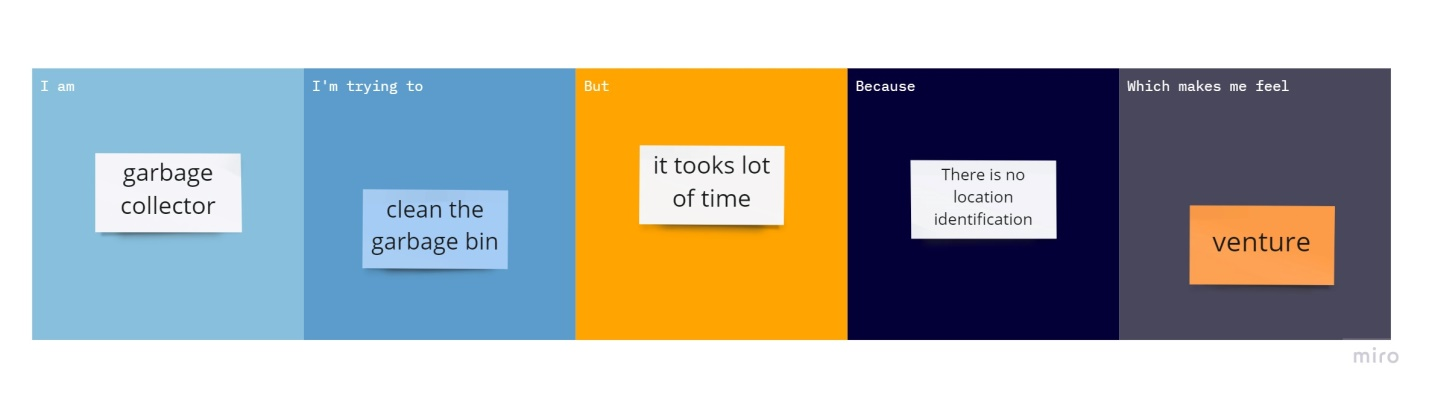 I am
garbage
collector
I'm trying to
clean the
garbage bin
But
it tooks lot
of time
Because
There is no
location
identification
Which makes me feel
venture
miro